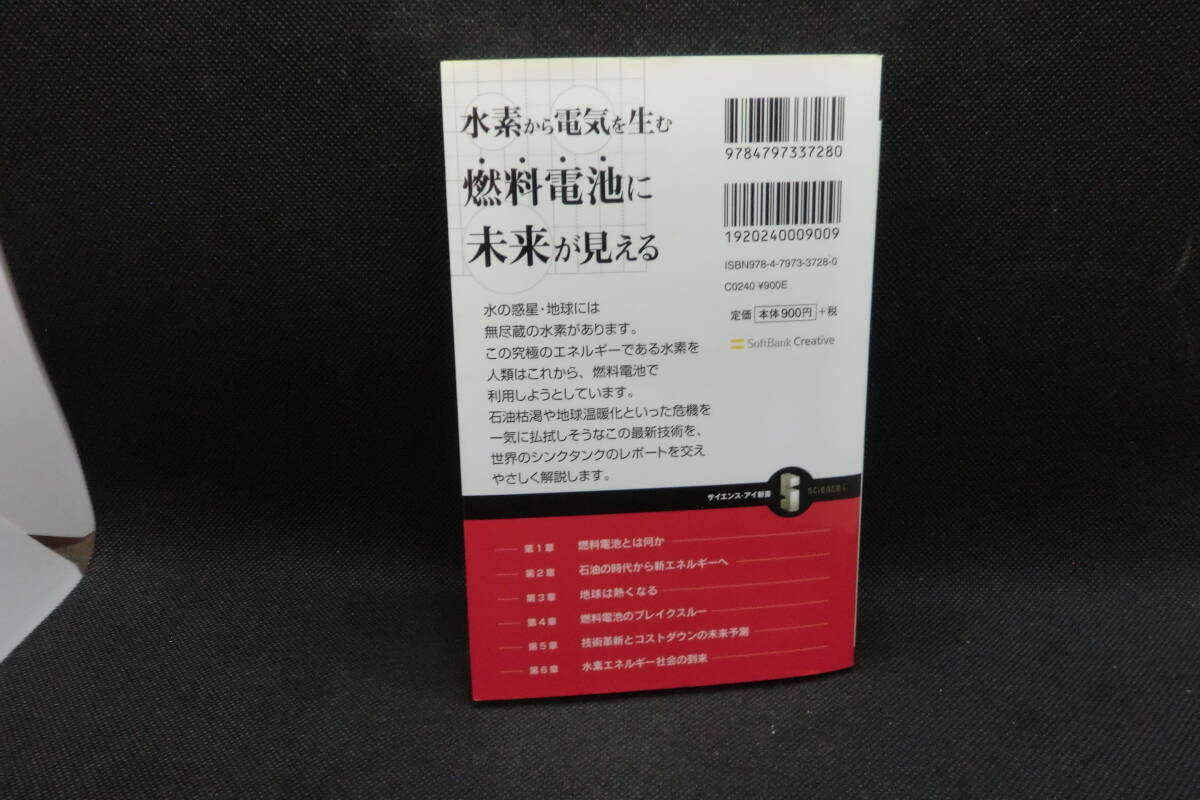 水素から電気を生む
燃料電池に
未来が見える
水の惑星・地球には
無尽蔵の水素があります。
この究極のエネルギーである水素を
人類はこれから、燃料電池で
利用しようとしています。
石油枯渇や地球温暖化といった危機を
一気に払拭しそうなこの最新技術を、
世界のシンクタンクのレポートを交え
やさしく解説します。
9784797337280
1920240009009
ISBN978-4-7973-3728-0
C0240 ¥900E
定価 本体900円 +税
SoftBank Creative
サイエンス・アイ新書
science・i
第1章 燃料電池とは何か
第2章 石油の時代から新エネルギーへ
第3章 地球は熱くなる
第4章 燃料電池のブレイクスルー
第5章 技術革新とコストダウンの未来予測
第6章 水素エネルギー社会の到来